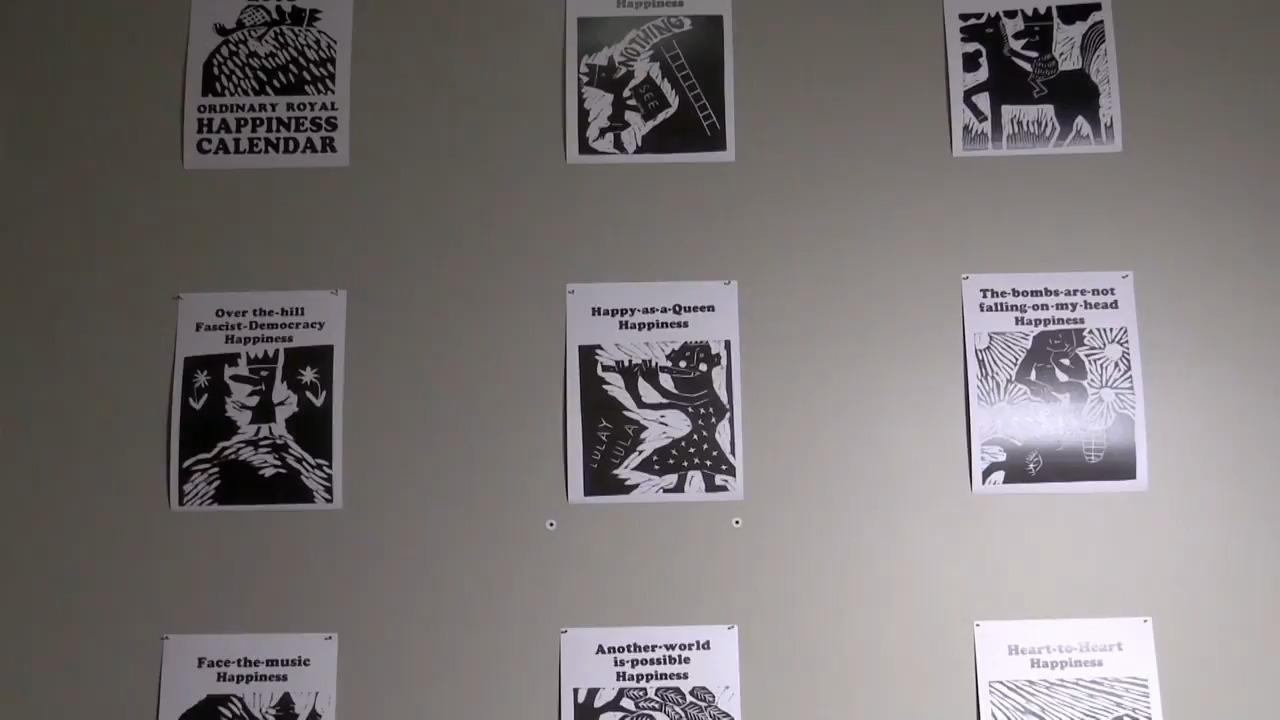 ORDINARY ROYAL
HAPPINESS
CALENDAR
Happiness
NOTHING
SEE
Over the-hill
Fascist-Democracy
Happiness
Happy-as-a-Queen
Happiness
LULAY
LULA
The-bombs-are-not
falling-on-my-head
Happiness
Face-the-music
Happiness
Another-world
is-possible
Happiness
Heart-to-Heart
Happiness